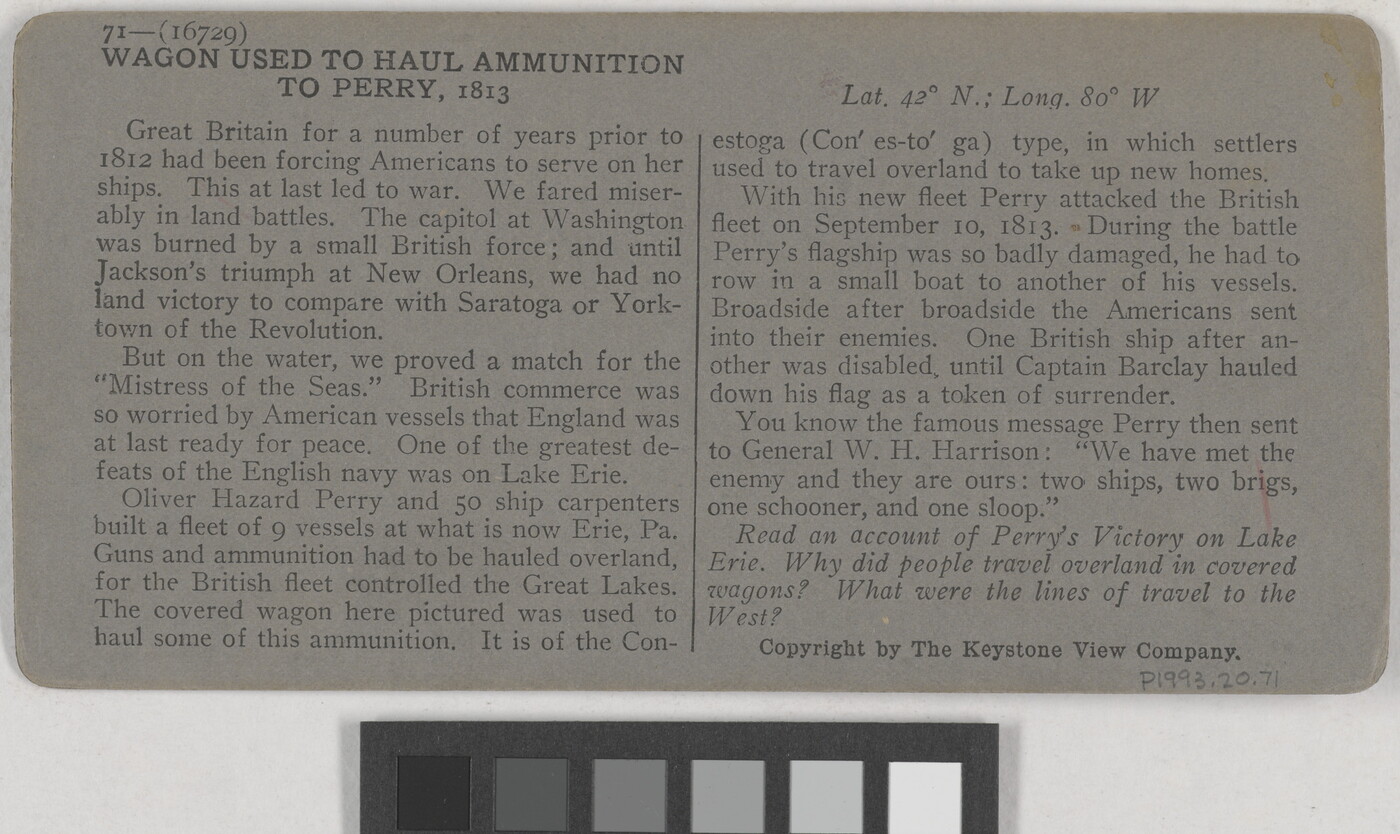 71—(16729)
WAGON USED TO HAUL AMMUNITION
TO PERRY, 1813
Great Britain for a number of years prior to
1812 had been forcing Americans to serve on her
ships. This at last led to war. We fared miser-
ably in land battles. The capitol at Washington
was burned by a small British force; and until
Jackson's triumph at New Orleans, we had no
land victory to compare with Saratoga or York-
town of the Revolution.
But on the water, we proved a match for the
"Mistress of the Seas." British commerce was
so worried by American vessels that England was
at last ready for peace. One of the greatest de-
feats of the English navy was on Lake Erie.
Oliver Hazard Perry and 50 ship carpenters
built a fleet of 9 vessels at what is now Erie, Pa.
Guns and ammunition had to be hauled overland,
for the British fleet controlled the Great Lakes.
The covered wagon here pictured was used to
haul some of this ammunition. It is of the Con-
Lat. 42° N.; Long. 80° W
estoga (Con' es-to' ga) type, in which settlers
used to travel overland to take up new homes.
With his new fleet Perry attacked the British
fleet on September 10, 1813. During the battle
Perry's flagship was so badly damaged, he had to
row in a small boat to another of his vessels.
Broadside after broadside the Americans sent
into their enemies. One British ship after an-
other was disabled, until Captain Barclay hauled
down his flag as a token of surrender.
You know the famous message Perry then sent
to General W. H. Harrison: "We have met the
enemy and they are ours: two ships, two brigs,
one schooner, and one sloop."
Read an account of Perry's Victory on Lake
Erie. Why did people travel overland in covered
wagons? What were the lines of travel to the
West?
Copyright by The Keystone View Company.
P1993.20.71